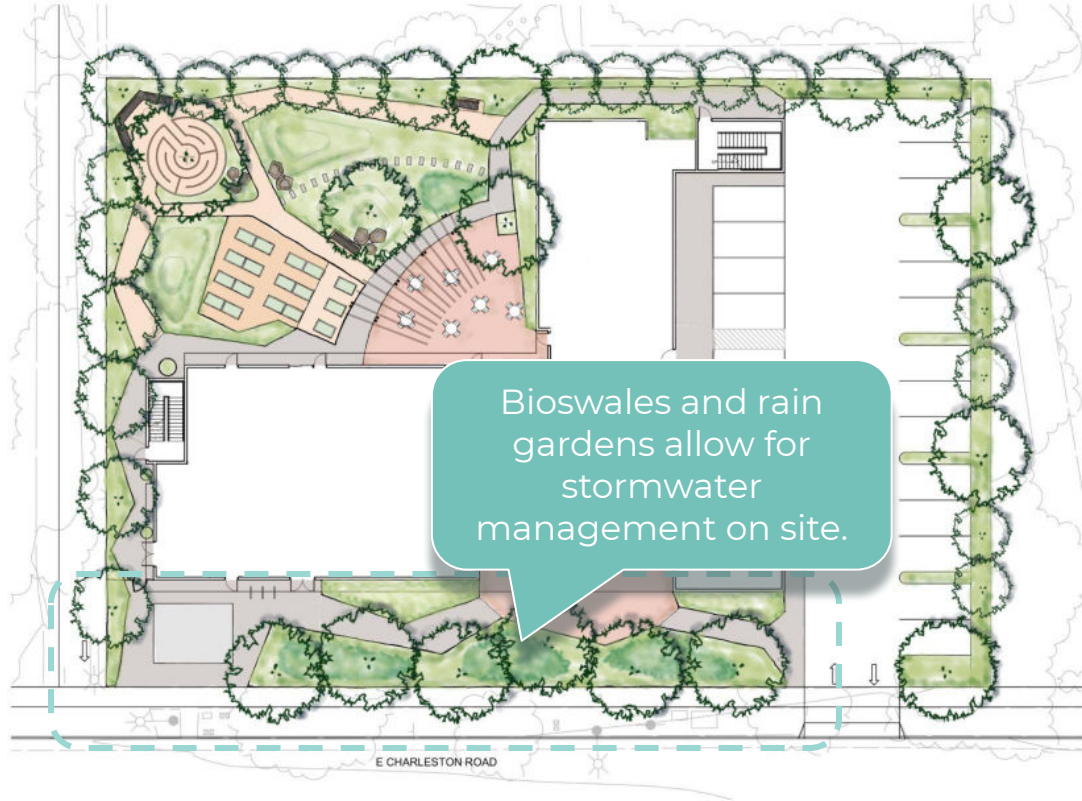 Bioswales and rain
gardens allow for
stormwater
management on site.
E CHARLESTON ROAD